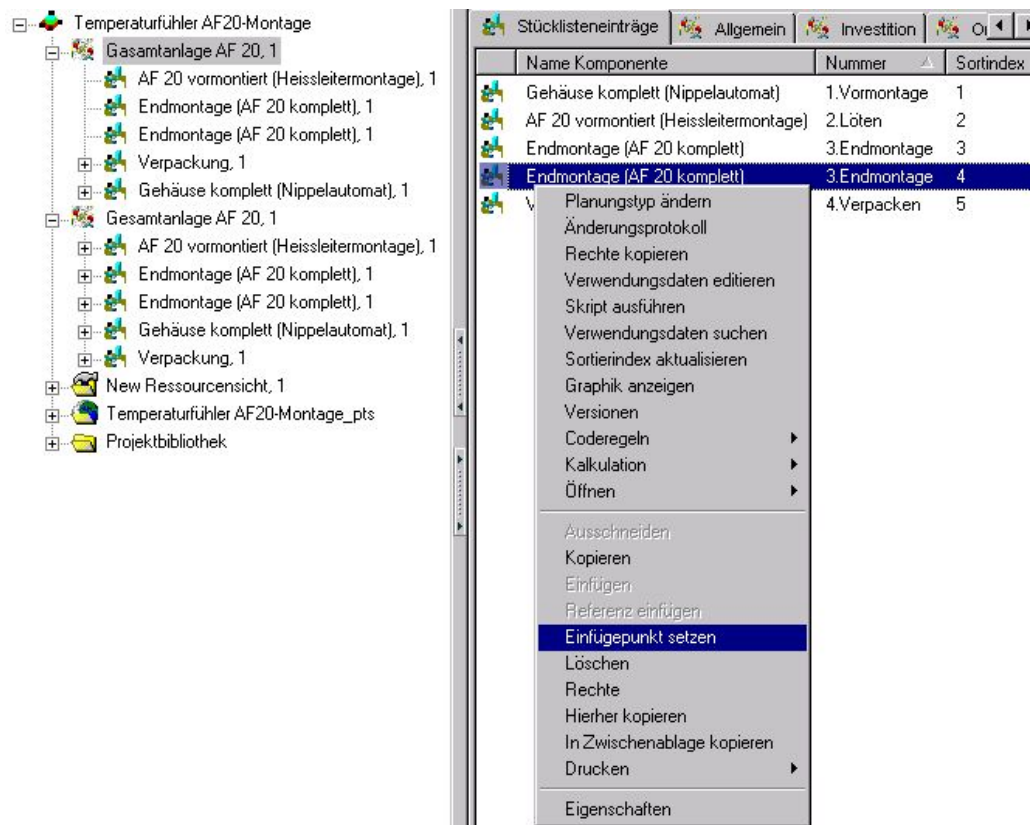 Temperaturfühler AF20-Montage
Gasamtanlage AF 20, 1
AF 20 vormontiert (Heissleitermontage), 1
Endmontage (AF 20 komplett), 1
Endmontage (AF 20 komplett), 1
Verpackung, 1
Gehäuse komplett (Nippelautomat), 1
Gesamtanlage AF 20, 1
AF 20 vormontiert (Heissleitermontage), 1
Endmontage (AF 20 komplett), 1
Endmontage (AF 20 komplett), 1
Gehäuse komplett (Nippelautomat), 1
Verpackung, 1
New Ressourcensicht, 1
Temperaturfühler AF20-Montage_pts
Projektbibliothek
Stücklisteneinträge Allgemein Investition
Name Komponente Nummer Sortindex
Gehäuse komplett (Nippelautomat) 1.Vormontage 1
AF 20 vormontiert (Heissleitermontage) 2.Löten 2
Endmontage (AF 20 komplett) 3.Endmontage 3
Endmontage (AF 20 komplett) 3.Endmontage 4
V 4.Verpacken 5
Planungstyp ändern
Änderungsprotokoll
Rechte kopieren
Verwendungsdaten editieren
Skript ausführen
Verwendungsdaten suchen
Sortierindex aktualisieren
Graphik anzeigen
Versionen
Coderegeln
Kalkulation
Öffnen
Ausschneiden
Kopieren
Einfügen
Referenz einfügen
Einfügepunkt setzen
Löschen
Rechte
Hierher kopieren
In Zwischenablage kopieren
Drucken
Eigenschaften